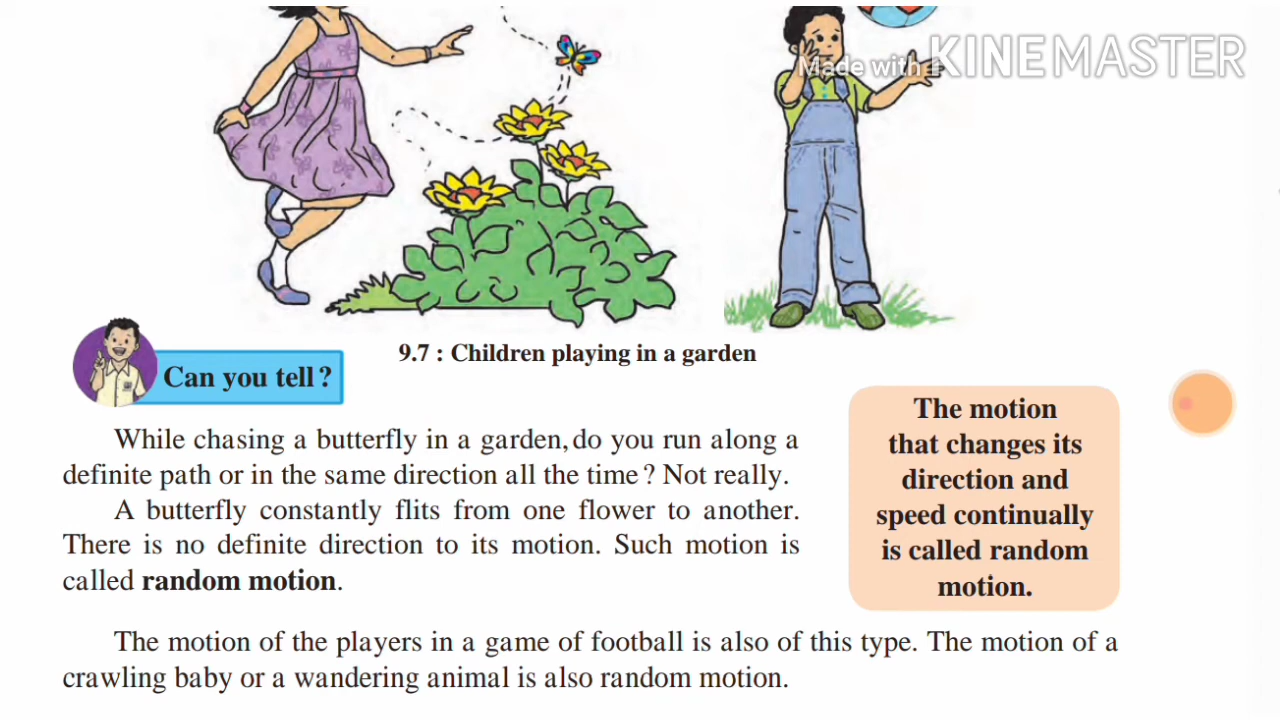 Made with KINEMASTER
9.7 : Children playing in a garden
Can you tell ?
While chasing a butterfly in a garden, do you run along a
definite path or in the same direction all the time ? Not really.
A butterfly constantly flits from one flower to another.
There is no definite direction to its motion. Such motion is
called random motion.
The motion
that changes its
direction and
speed continually
is called random
motion.
The motion of the players in a game of football is also of this type. The motion of a
crawling baby or a wandering animal is also random motion.